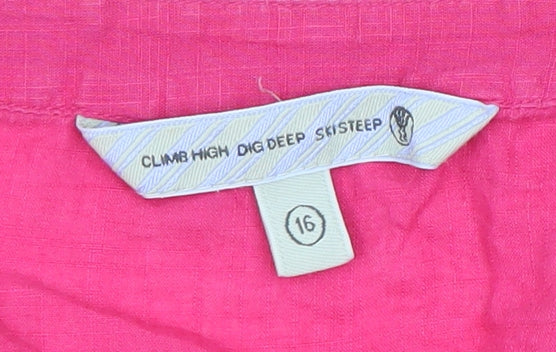 CLIMB HIGH DIG DEEP SKI STEEP
16